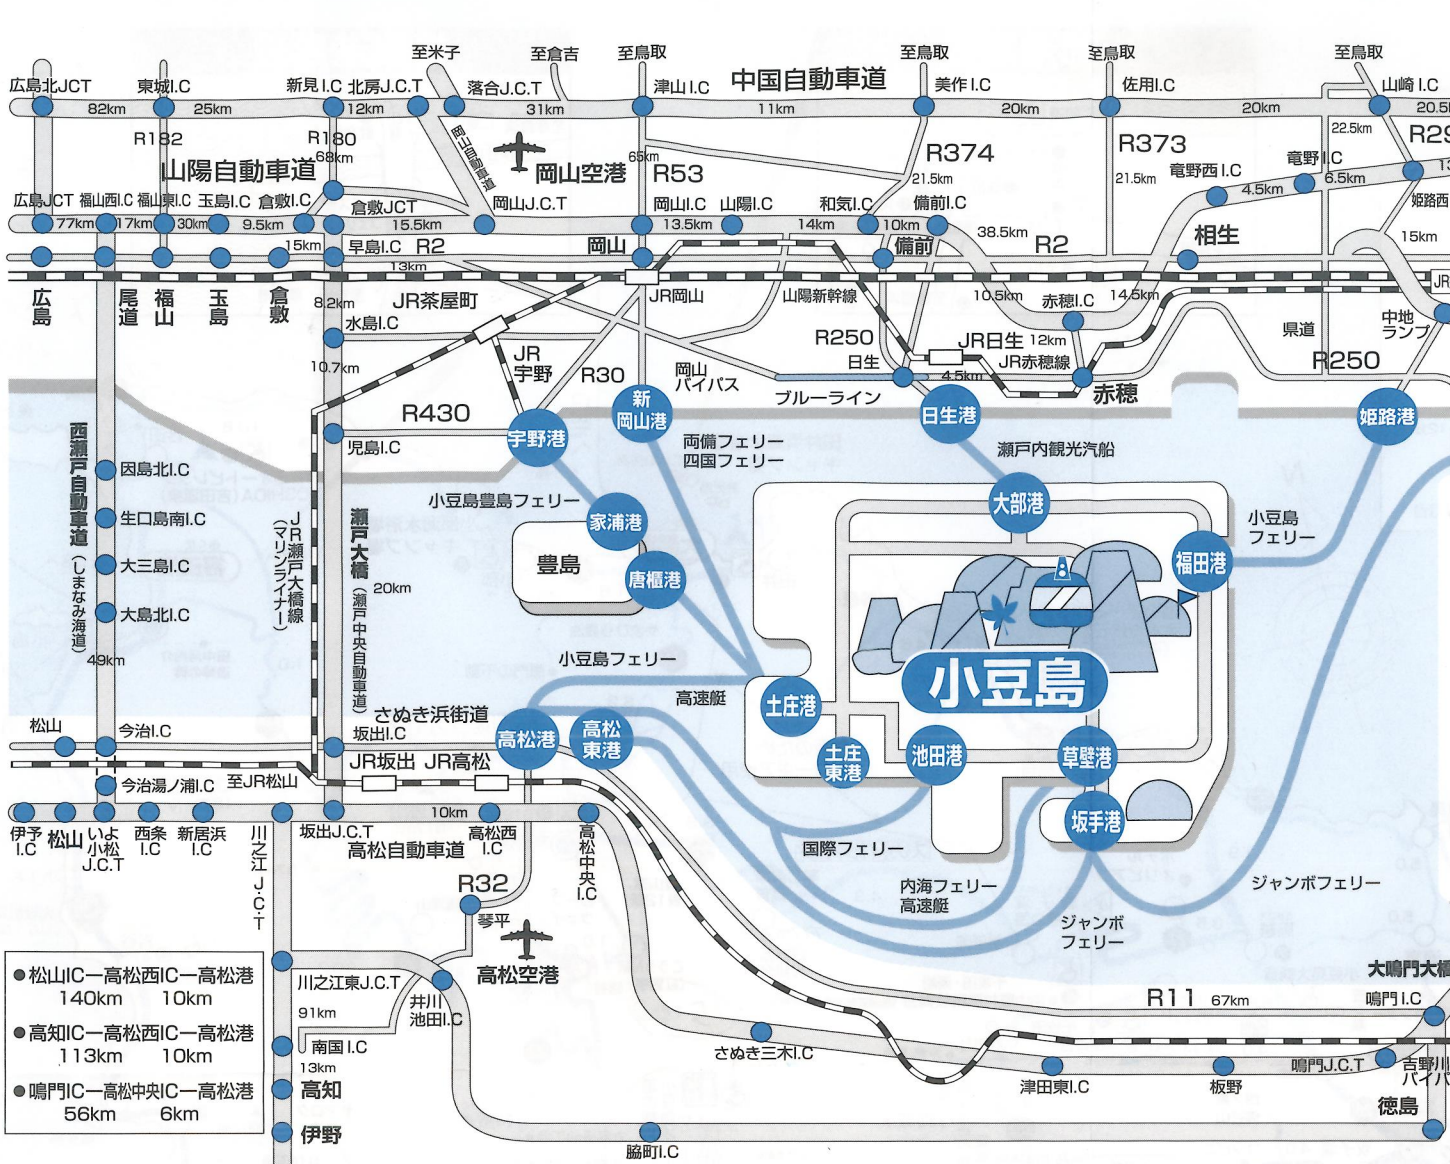 至米子
至倉吉
至鳥取
至鳥取
至鳥取
至鳥取
広島北JCT
東城I.C
新見I.C
北房J.C.T
落合J.C.T
津山I.C
中国自動車道
美作I.C
佐用I.C
山崎I.C
82km
25km
12km
31km
11km
20km
20km
R182
R180
68km
岡山自動車道
岡山空港
65km
R53
R374
21.5km
R373
21.5km
22.5km
竜野西I.C
竜野I.C
4.5km
6.5km
山陽自動車道
広島JCT
福山西I.C
福山東I.C
玉島I.C
倉敷I.C
倉敷JCT
岡山J.C.T
岡山I.C
山陽I.C
和気I.C
備前I.C
姫路西
77km
17km
30km
9.5km
15.5km
13.5km
14km
10km
38.5km
15km
15km
早島I.C
R2
岡山
備前
R2
相生
13km
広島
尾道
福山
玉島
倉敷
8.2km
JR茶屋町
JR岡山
山陽新幹線
10.5km
赤穂I.C
14.5km
水島I.C
JR
宇野
R250
JR日生
12km
県道
中地
ランプ
10.7km
R30
岡山
バイパス
日生
4.5km
JR赤穂線
R250
ブルーライン
赤穂
R430
宇野港
新
岡山港
日生港
姫路港
児島I.C
両備フェリー
四国フェリー
瀬戸内観光汽船
西瀬戸自動車道
(しまなみ海道)
因島北I.C
生口島南I.C
大三島I.C
大島北I.C
49km
JR瀬戸大橋線
(マリンライナー)
瀬戸大橋
(瀬戸中央自動車道)
20km
小豆島豊島フェリー
家浦港
豊島
唐櫃港
大部港
福田港
小豆島
フェリー
小豆島
小豆島フェリー
高速艇
土庄港
土庄
東港
池田港
草壁港
坂手港
松山
今治I.C
さぬき浜街道
坂出I.C
高松港
高松
東港
JR坂出
JR高松
今治湯ノ浦I.C
至JR松山
伊予
I.C
松山
いよ
小松
J.C.T
西条
I.C
新居浜
I.C
川之江J.C.T
坂出J.C.T
10km
高松自動車道
高松西
I.C
高松中央I.C
国際フェリー
内海フェリー
高速艇
ジャンボ
フェリー
ジャンボフェリー
R32
琴平
高松空港
川之江東J.C.T
井川
池田I.C
91km
南国I.C
13km
高知
伊野
大鳴門大橋
R11
67km
鳴門I.C
さぬき三木I.C
津田東I.C
板野
鳴門J.C.T
徳島
脇町I.C
●松山IC―高松西IC―高松港
140km 10km
●高知IC―高松西IC―高松港
113km 10km
●鳴門IC―高松中央IC―高松港
56km 6km